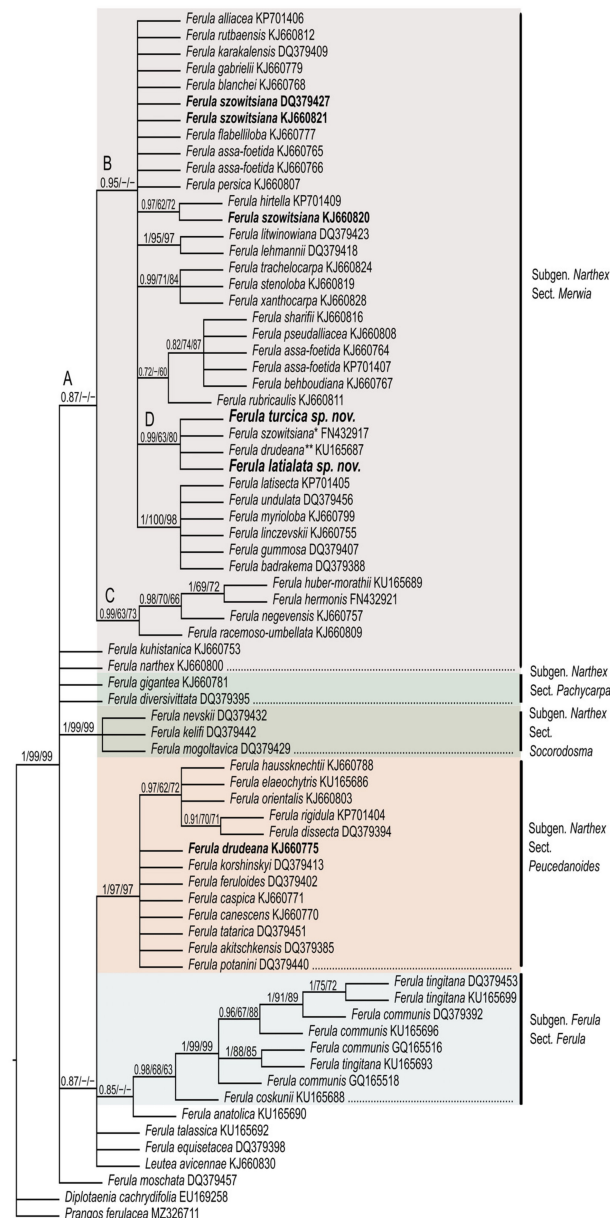 Ferula alliacea KP701406
Ferula rutbaensis KJ660812
Ferula karakalensis DQ379409
Ferula gabrielii KJ660779
Ferula blanchei KJ660768
Ferula szowitsiana DQ379427
Ferula szowitsiana KJ660821
Ferula flabelliloba KJ660777
Ferula assa-foetida KJ660765
B
Ferula assa-foetida KJ660766
0.95/–/–
Ferula persica KJ660807
Ferula hirtella KP701409
0.97/62/72
Ferula szowitsiana KJ660820
Ferula litwinowiana DQ379423
1/95/97
Ferula lehmannii DQ379418
Ferula trachelocarpa KJ660824
0.99/71/84
Ferula stenoloba KJ660819
Ferula xanthocarpa KJ660828
Subgen. Narthex
Sect. Merwia
Ferula sharifii KJ660816
Ferula pseudalliacea KJ660808
0.82/74/87
Ferula assa-foetida KJ660764
0.72/–/60
Ferula assa-foetida KP701407
Ferula behboudiana KJ660767
A
0.87/–/–
Ferula rubricaulis KJ660811
D
Ferula turcica sp. nov.
0.99/63/80
Ferula szowitsiana* FN432917
Ferula drudeana** KU165687
Ferula latialata sp. nov.
Ferula latisecta KP701405
Ferula undulata DQ379456
1/100/98
Ferula myrioloba KJ660799
Ferula linczevskii KJ660755
Ferula gummosa DQ379407
Ferula badrakema DQ379388
1/69/72
Ferula huber-morathii KU165689
C
0.98/70/66
Ferula hermonis FN432921
0.99/63/73
Ferula negevensis KJ660757
Ferula racemoso-umbellata KJ660809
Ferula kuhistanica KJ660753
Ferula narthex KJ660800
Ferula gigantea KJ660781
Ferula diversivittata DQ379395
Subgen. Narthex
Sect. Pachycarpa
1/99/99
Ferula nevskii DQ379432
Ferula kelifi DQ379442
Ferula mogoltavica DQ379429
Subgen. Narthex
Sect.
Socorodosma
1/99/99
Ferula haussknechtii KJ660788
0.97/62/72
Ferula elaeochytris KU165686
Ferula orientalis KJ660803
Ferula rigidula KP701404
0.91/70/71
Ferula dissecta DQ379394
Ferula drudeana KJ660775
Ferula korshinskyi DQ379413
Ferula feruloides DQ379402
1/97/97
Ferula caspica KJ660771
Ferula canescens KJ660770
Ferula tatarica DQ379451
Ferula akitschkensis DQ379385
Ferula potanini DQ379440
Subgen. Narthex
Sect.
Peucedanoides
1/75/72
Ferula tingitana DQ379453
1/91/89
Ferula tingitana KU165699
0.96/67/88
Ferula communis DQ379392
Ferula communis KU165696
1/99/99
1/88/85
Ferula communis GQ165516
Ferula tingitana KU165693
0.98/68/63
Ferula communis GQ165518
Ferula coskunii KU165688
Subgen. Ferula
Sect. Ferula
0.87/–/–
0.85/–/–
Ferula anatolica KU165690
Ferula talassica KU165692
Ferula equisetacea DQ379398
Leutea avicennae KJ660830
Ferula moschata DQ379457
Diplotaenia cachrydifolia EU169258
Prangos ferulacea MZ326711